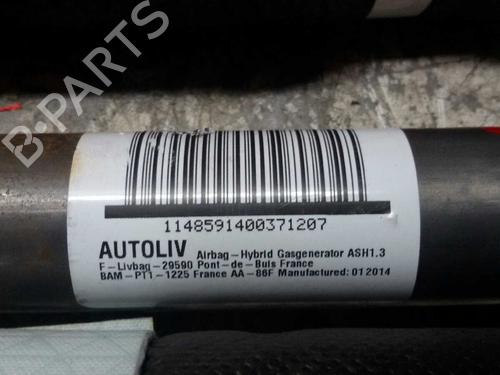 B-PARTS
1148591400371207
AUTOLIV Airbag-Hybrid Gasgenerator ASH1.3
F-Livbag-29590 Pont-de-Buis France
BAM-PT1-1225 France AA-86F Manufactured: 01 2014